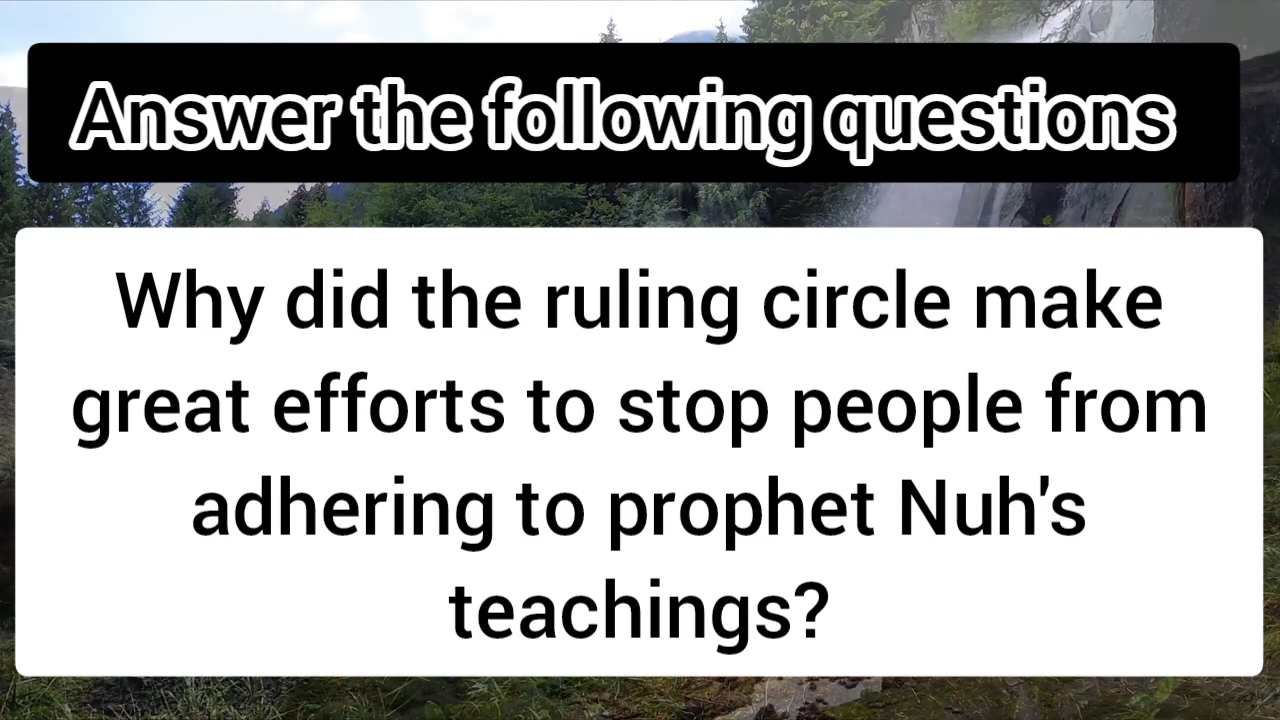 Answer the following questions
Why did the ruling circle make
great efforts to stop people from
adhering to prophet Nuh's
teachings?